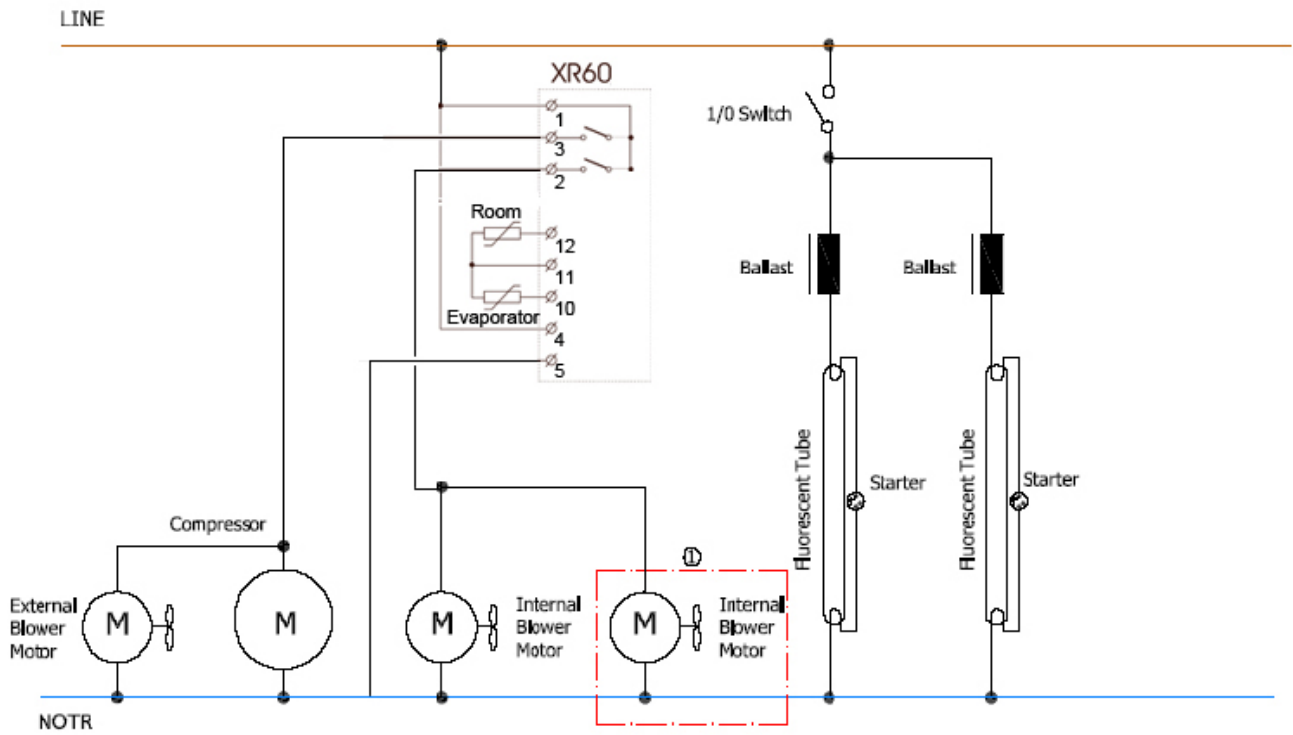 LINE
XR60
1
3
2
Room
12
11
10
Evaporator
4
5
1/0 Switch
Ballast
Ballast
Fluorescent Tube
Starter
Fluorescent Tube
Starter
Compressor
1
External
Blower
Motor
M
M
M
Internal
Blower
Motor
M
Internal
Blower
Motor
NOTR